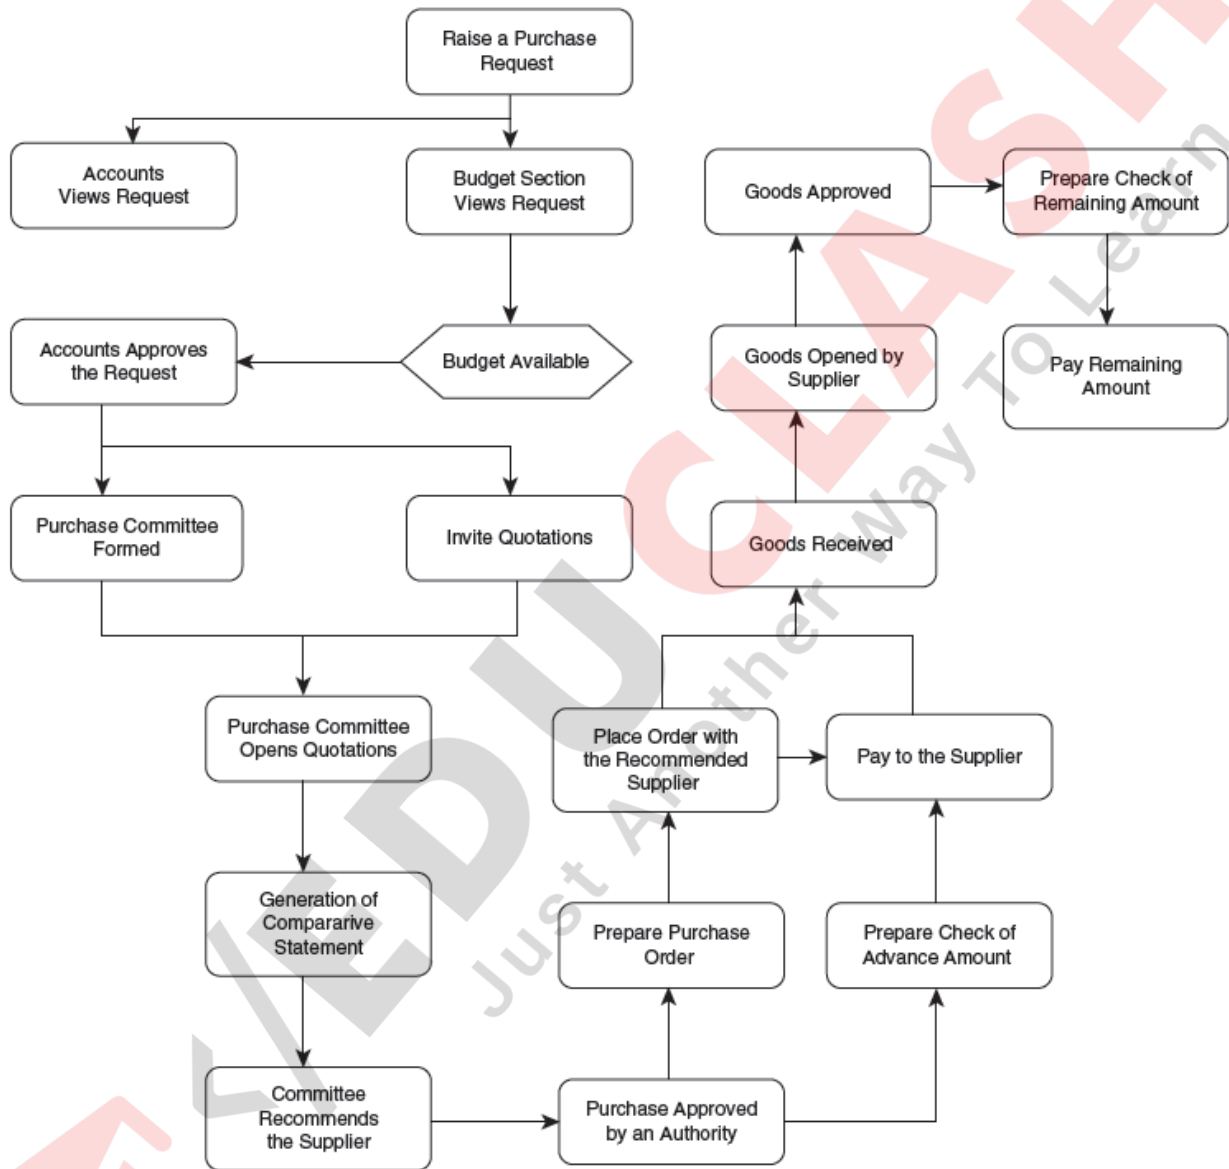 Raise a Purchase
Request
Accounts
Views Request
Budget Section
Views Request
Goods Approved
Prepare Check of
Remaining Amount
Accounts Approves
the Request
Budget Available
Goods Opened by
Supplier
Pay Remaining
Amount
Purchase Committee
Formed
Invite Quotations
Goods Received
Purchase Committee
Opens Quotations
Place Order with
the Recommended
Supplier
Pay to the Supplier
Generation of
Compararive
Statement
Prepare Purchase
Order
Prepare Check of
Advance Amount
Committee
Recommends
the Supplier
Purchase Approved
by an Authority
EDUCLASH
Just Another Way To Learn